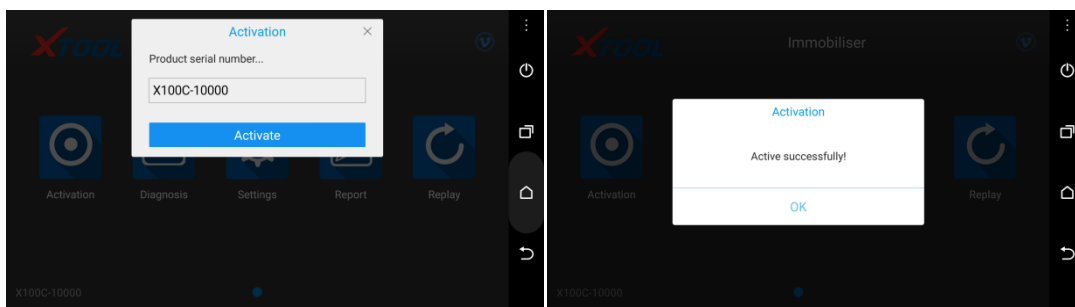 Activation
Product serial number...
X100C-10000
Activate
XTOOL
Activation
Diagnosis
Settings
Report
Replay
X100C-10000
XTOOL
Immobiliser
Activation
Active successfully!
OK
Activation
Replay
X100C-10000